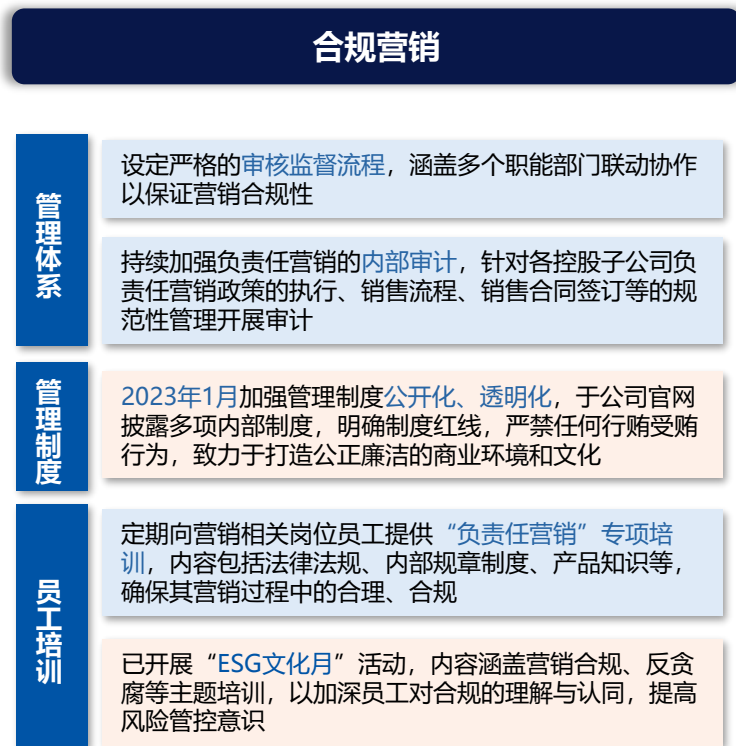 合规营销
管理体系
设定严格的审核监督流程，涵盖多个职能部门联动协作
以保证营销合规性
持续加强负责任营销的内部审计，针对各控股子公司负
责任营销政策的执行、销售流程、销售合同签订等的规
范性管理开展审计
管理制度
2023年1月加强管理制度公开化、透明化，于公司官网
披露多项内部制度，明确制度红线，严禁任何行贿受贿
行为，致力于打造公正廉洁的商业环境和文化
员工培训
定期向营销相关岗位员工提供“负责任营销”专项培
训，内容包括法律法规、内部规章制度、产品知识等，
确保其营销过程中的合理、合规
已开展“ESG文化月”活动，内容涵盖营销合规、反贪
腐等主题培训，以加深员工对合规的理解与认同，提高
风险管控意识